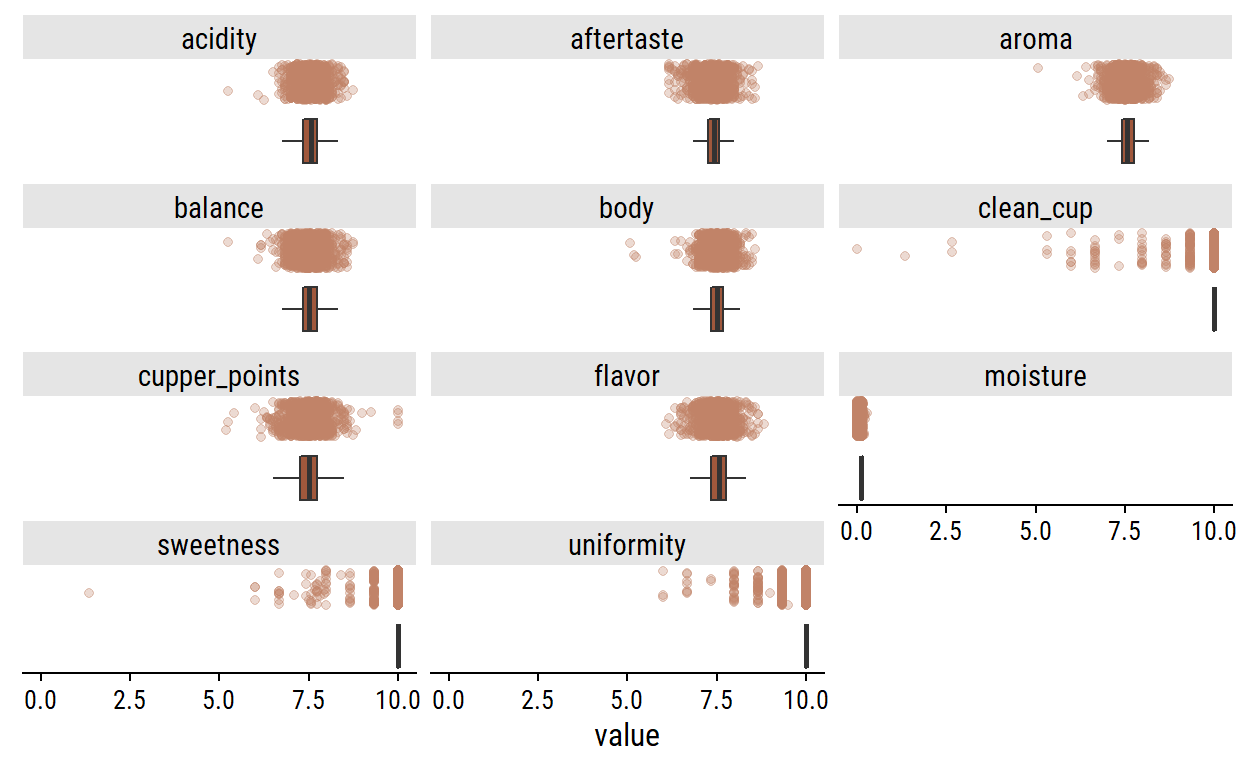 acidity aftertaste aroma
balance body clean_cup
cupper_points flavor moisture
0.0 2.5 5.0 7.5 10.0
sweetness uniformity
0.0 2.5 5.0 7.5 10.0 0.0 2.5 5.0 7.5 10.0
value